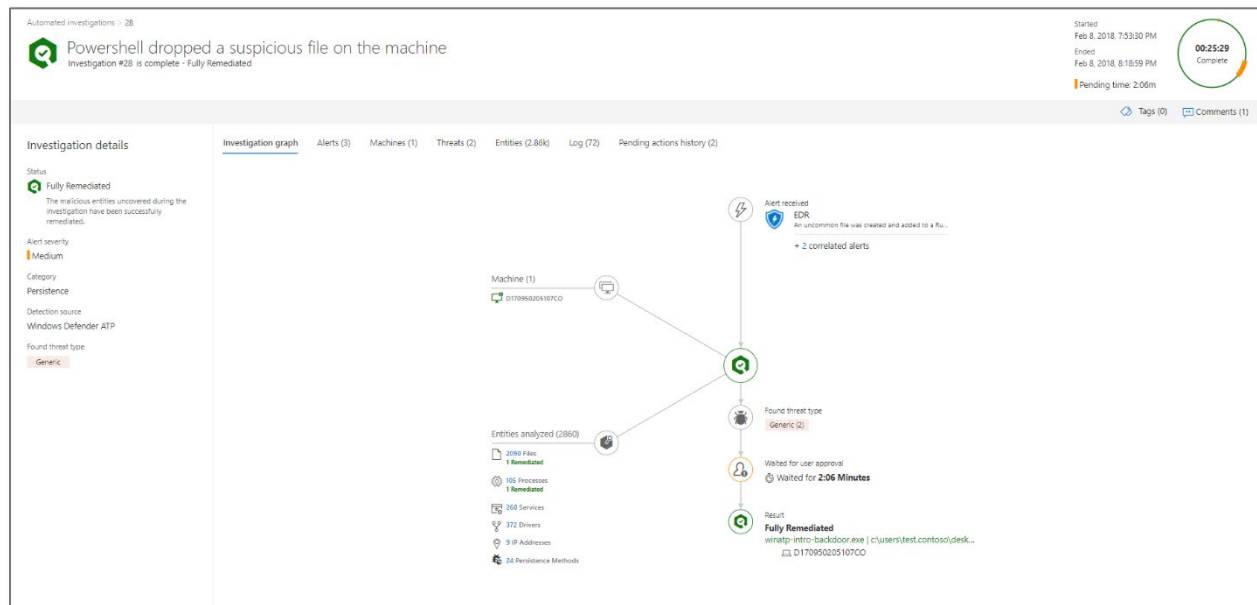 Automated investigations > 28
Powershell dropped a suspicious file on the machine
Investigation #28 is complete - Fully Remediated
Started
Feb 8, 2018, 7:53:30 PM
Ended
Feb 8, 2018, 8:18:59 PM
Pending time: 2:06m
00:25:29
Complete
Tags (0)
Comments (1)
Investigation details
Status
Fully Remediated
The malicious entities uncovered during the
investigation have been successfully
remediated.
Alert severity
Medium
Category
Persistence
Detection source
Windows Defender ATP
Found threat type
Generic
Investigation graph
Alerts (3)
Machines (1)
Threats (2)
Entities (2.86k)
Log (72)
Pending actions history (2)
Alert received
EDR
An uncommon file was created and added to a Ru...
+ 2 correlated alerts
Machine (1)
D170950205107CO
Entities analyzed (2860)
2090 Files
1 Remediated
105 Processes
1 Remediated
260 Services
372 Drivers
9 IP Addresses
24 Persistence Methods
Found threat type
Generic (2)
Waited for user approval
Waited for 2:06 Minutes
Result
Fully Remediated
winatp-intro-backdoor.exe | c:\users\test.contoso\desk...
D170950205107CO